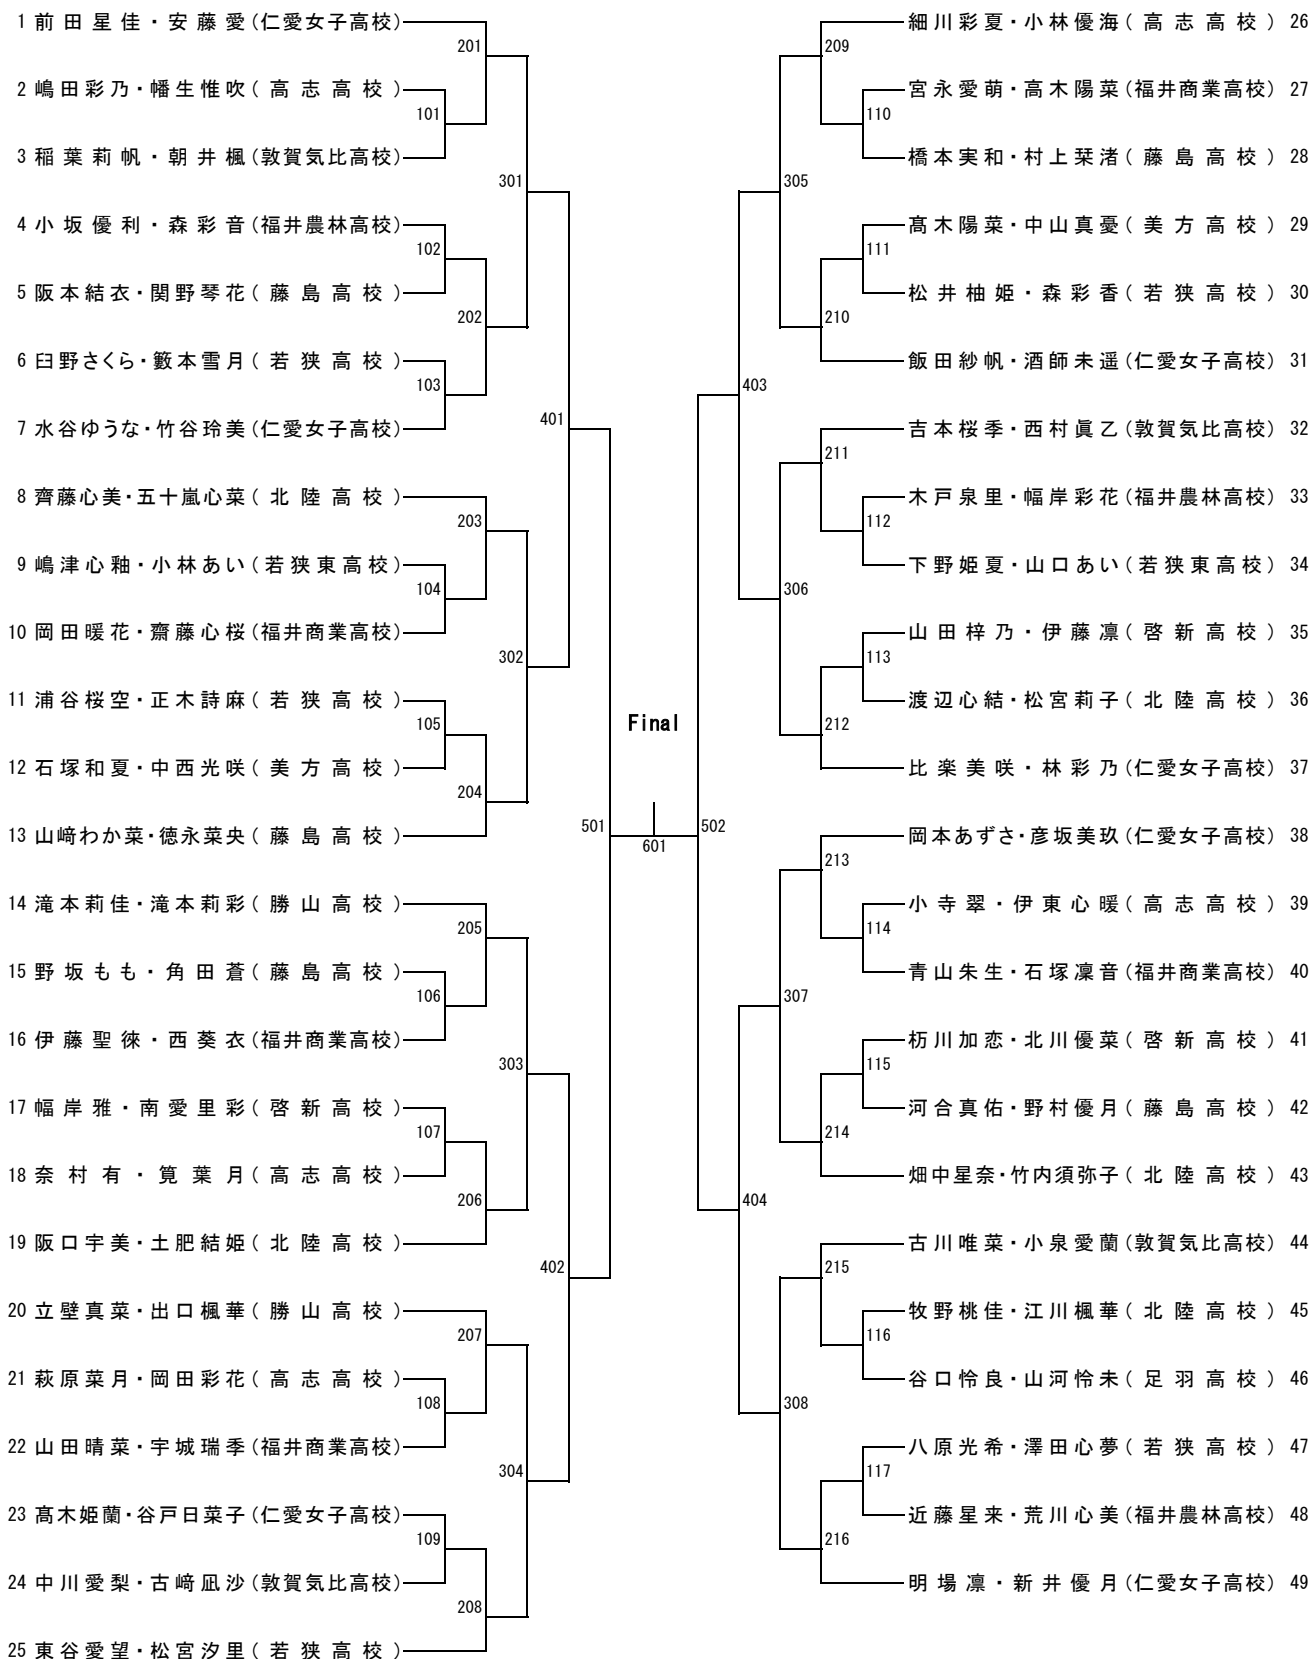 1 前田星佳・安藤愛(仁愛女子高校)
2 嶋田彩乃・幡生惟吹(高志高校)
3 稲葉莉帆・朝井楓(敦賀気比高校)
4 小坂優利・森彩音(福井農林高校)
5 阪本結衣・関野琴花(藤島高校)
6 臼野さくら・籔本雪月(若狭高校)
7 水谷ゆうな・竹谷玲美(仁愛女子高校)
8 齊藤心美・五十嵐心菜(北陸高校)
9 嶋津心釉・小林あい(若狭東高校)
10 岡田暖花・齋藤心桜(福井商業高校)
11 浦谷桜空・正木詩麻(若狭高校)
12 石塚和夏・中西光咲(美方高校)
13 山﨑わか菜・徳永菜央(藤島高校)
14 滝本莉佳・滝本莉彩(勝山高校)
15 野坂もも・角田蒼(藤島高校)
16 伊藤聖徠・西葵衣(福井商業高校)
17 幅岸雅・南愛里彩(啓新高校)
18 奈村有・筧葉月(高志高校)
19 阪口宇美・土肥結姫(北陸高校)
20 立壁真菜・出口楓華(勝山高校)
21 萩原菜月・岡田彩花(高志高校)
22 山田晴菜・宇城瑞季(福井商業高校)
23 髙木姫蘭・谷戸日菜子(仁愛女子高校)
24 中川愛梨・古﨑凪沙(敦賀気比高校)
25 東谷愛望・松宮汐里(若狭高校)
101
102
103
104
105
106
107
108
109
201
202
203
204
205
206
207
208
301
302
303
304
401
402
501
Final
601
502
403
404
305
306
307
308
209
210
211
212
213
214
215
216
110
111
112
113
114
115
116
117
細川彩夏・小林優海(高志高校) 26
宮永愛萌・高木陽菜(福井商業高校) 27
橋本実和・村上栞渚(藤島高校) 28
髙木陽菜・中山真憂(美方高校) 29
松井柚姫・森彩香(若狭高校) 30
飯田紗帆・酒師未遥(仁愛女子高校) 31
吉本桜季・西村眞乙(敦賀気比高校) 32
木戸泉里・幅岸彩花(福井農林高校) 33
下野姫夏・山口あい(若狭東高校) 34
山田梓乃・伊藤凛(啓新高校) 35
渡辺心結・松宮莉子(北陸高校) 36
比楽美咲・林彩乃(仁愛女子高校) 37
岡本あずさ・彦坂美玖(仁愛女子高校) 38
小寺翠・伊東心暖(高志高校) 39
青山朱生・石塚凜音(福井商業高校) 40
栃川加恋・北川優菜(啓新高校) 41
河合真佑・野村優月(藤島高校) 42
畑中星奈・竹内須弥子(北陸高校) 43
古川唯菜・小泉愛蘭(敦賀気比高校) 44
牧野桃佳・江川楓華(北陸高校) 45
谷口怜良・山河怜未(足羽高校) 46
八原光希・澤田心夢(若狭高校) 47
近藤星来・荒川心美(福井農林高校) 48
明場凛・新井優月(仁愛女子高校) 49